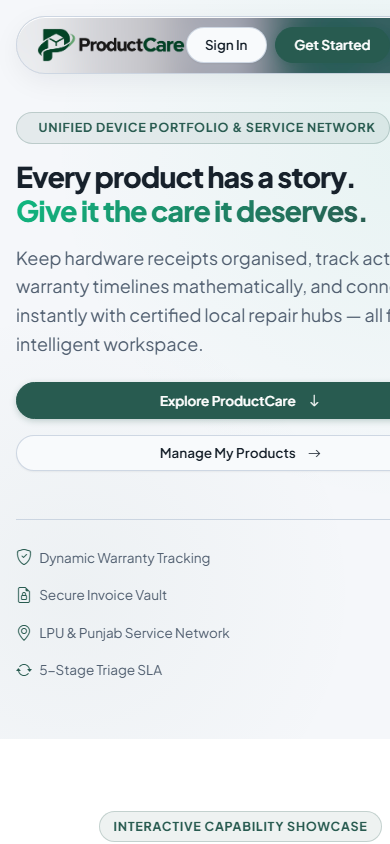 ProductCare Sign In Get Started
UNIFIED DEVICE PORTFOLIO & SERVICE NETWORK
Every product has a story.
Give it the care it deserves.
Keep hardware receipts organised, track
warranty timelines mathematically, and
instantly with certified local repair hubs — all
intelligent workspace.
Explore ProductCare ↓
Manage My Products →
Dynamic Warranty Tracking
Secure Invoice Vault
LPU & Punjab Service Network
5-Stage Triage SLA
INTERACTIVE CAPABILITY SHOWCASE